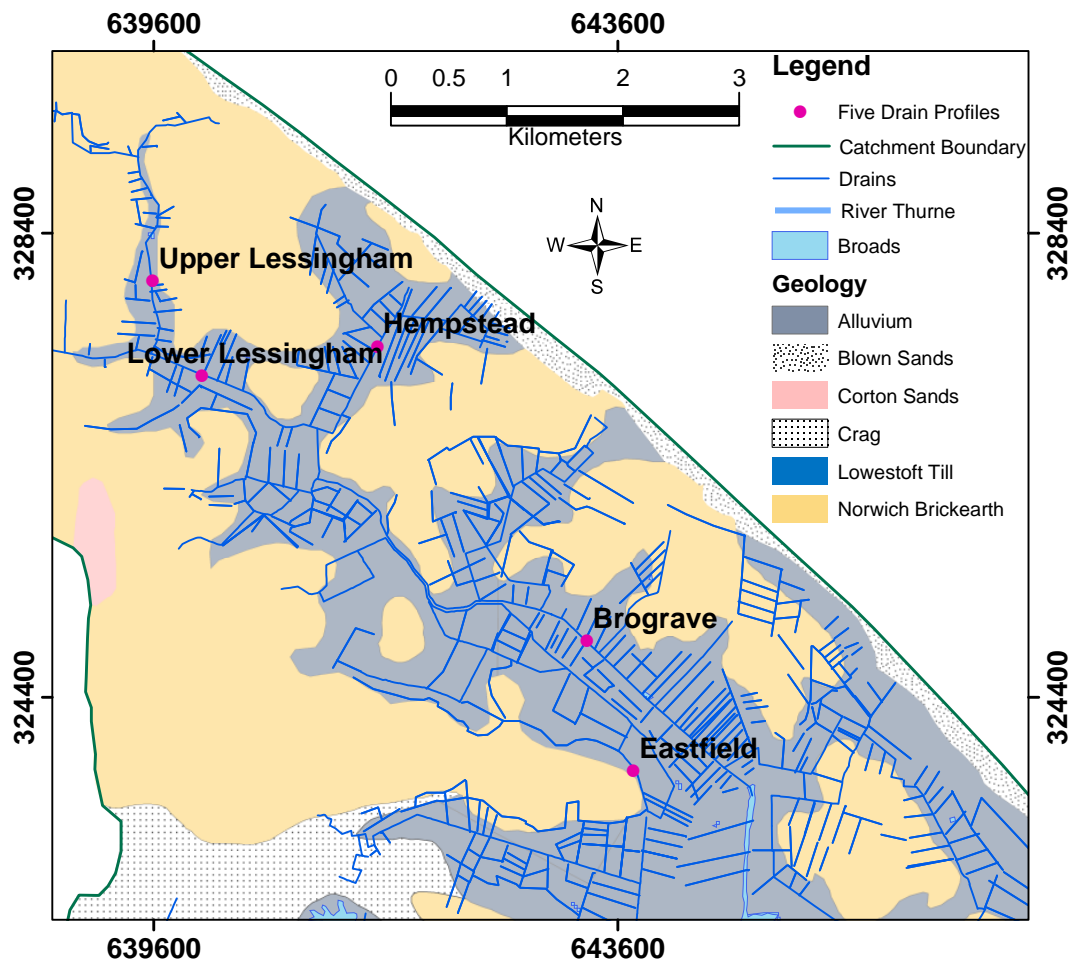 639600 643600
0 0.5 1 2 3
Kilometers
Legend
Five Drain Profiles
Catchment Boundary
Drains
River Thurne
Broads
Geology
Alluvium
Blown Sands
Corton Sands
Crag
Lowestoft Till
Norwich Brickearth
N
W E
S
328400 328400
Upper Lessingham
Hempstead
Lower Lessingham
Brograve
324400 324400
Eastfield
639600 643600